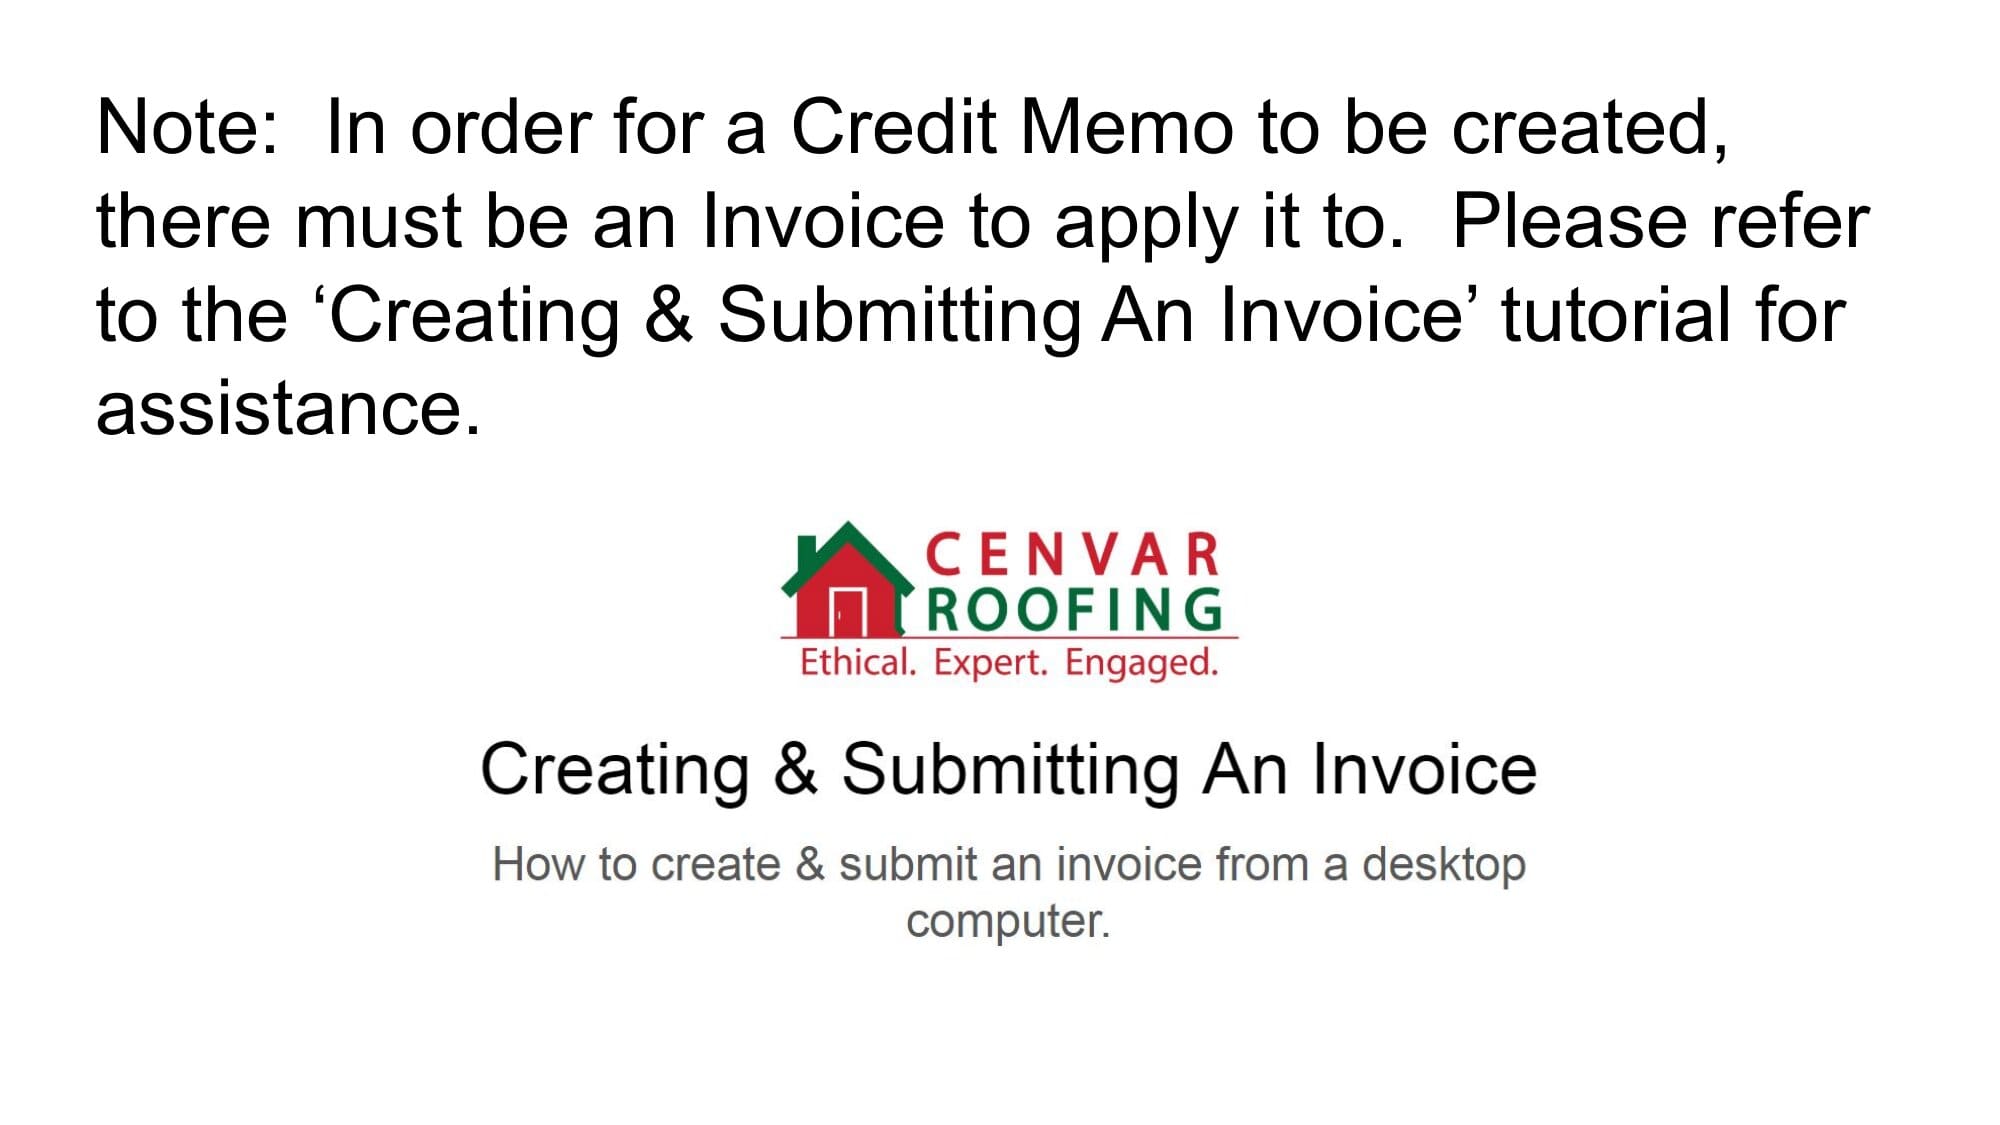 Note:  In order for a Credit Memo to be created,
there must be an Invoice to apply it to.  Please refer
to the ‘Creating & Submitting An Invoice’ tutorial for
assistance.
CENVAR
ROOFING
Ethical. Expert. Engaged.
Creating & Submitting An Invoice
How to create & submit an invoice from a desktop
computer.